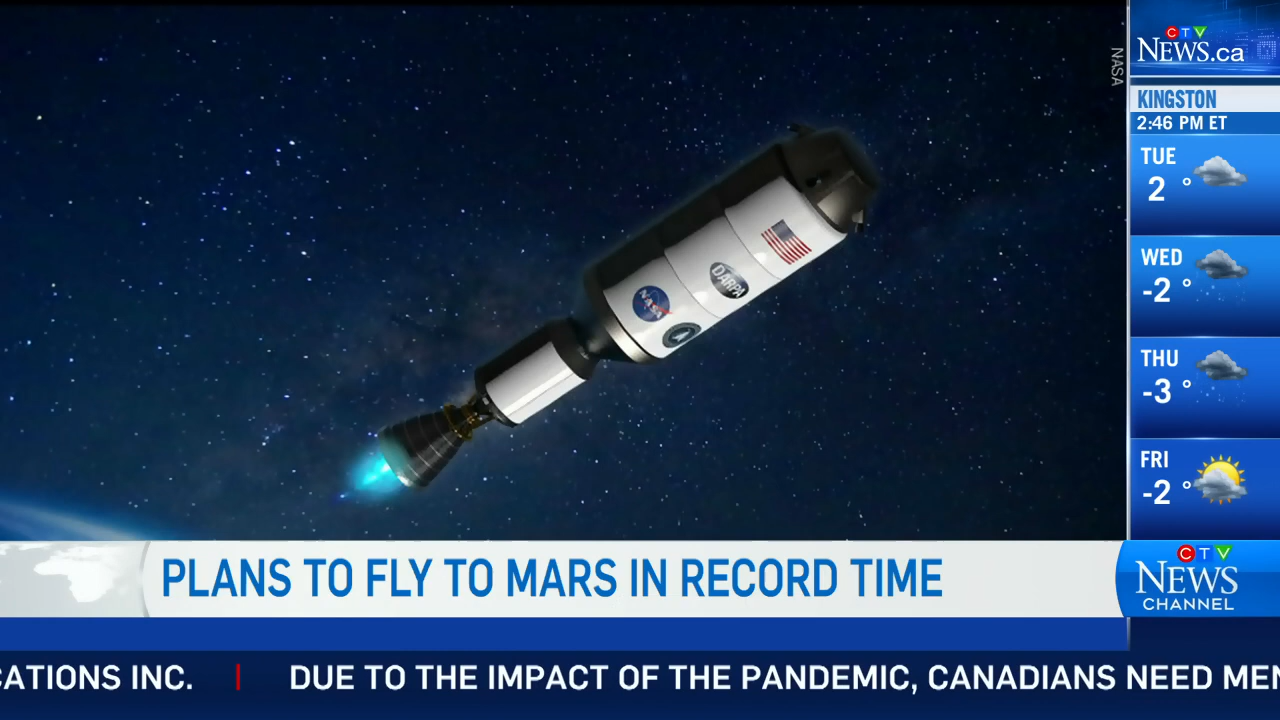 NASA
DARPA
NASA
CTV
NEWS.ca
KINGSTON
2:46 PM ET
TUE
2 °
WED
-2 °
THU
-3 °
FRI
-2 °
PLANS TO FLY TO MARS IN RECORD TIME
CTV
NEWS
CHANNEL
CATIONS INC. | DUE TO THE IMPACT OF THE PANDEMIC, CANADIANS NEED MEN